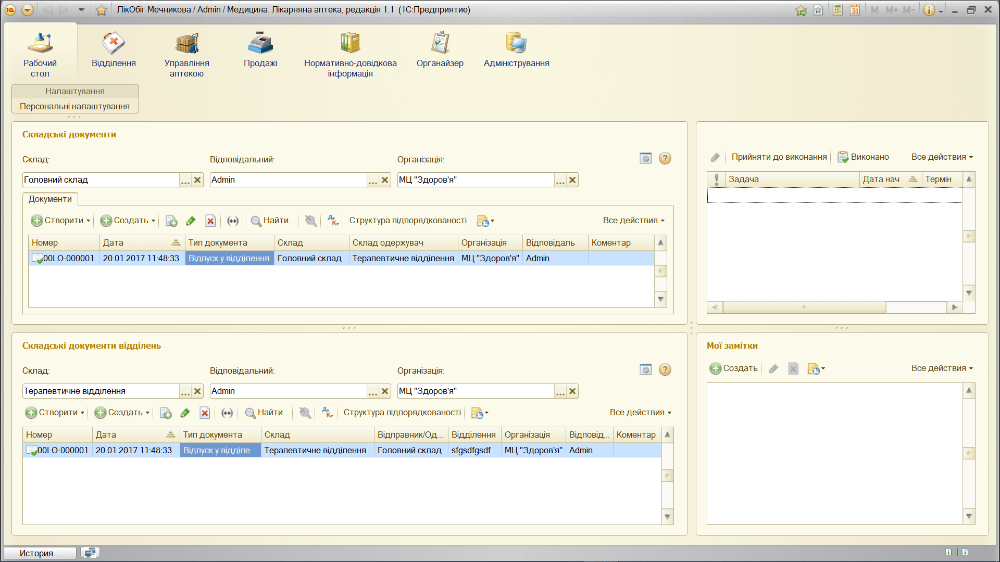 ЛікОбіг Мечникова / Admin / Медицина. Лікарняна аптека, редакція 1.1 (1С:Предприятие)
31 M M+ M-
Рабочий стол
Відділення
Управління аптекою
Продажі
Нормативно-довідкова інформація
Органайзер
Адміністрування
Налаштування
Персональні налаштування
Складські документи
Склад: Відповідальний: Організація:
Головний склад ... Admin ... МЦ "Здоров'я" ...
Документи
Створити Создать Найти... Структура підпорядкованості Все действия
Номер Дата Тип документа Склад Склад одержувач Організація Відповідаль Коментар
00LO-000001 20.01.2017 11:48:33 Відпуск у відділення Головний склад Терапевтичне відділення МЦ "Здоров'я" Admin
Прийняти до виконання Виконано Все действия
Задача Дата нач Термін
Складські документи відділень
Склад: Відповідальний: Організація:
Терапевтичне відділення ... Admin ... МЦ "Здоров'я" ...
Створити Создать Найти... Структура підпорядкованості Все действия
Номер Дата Тип документа Склад Відправник/Од... Відділення Організація Відповід... Коментар
00LO-000001 20.01.2017 11:48:33 Відпуск у відділе Терапевтичне відділення Головний склад sfgsdfgsdf МЦ "Здоров'я" Admin
Мої замітки
Создать Все действия
История...